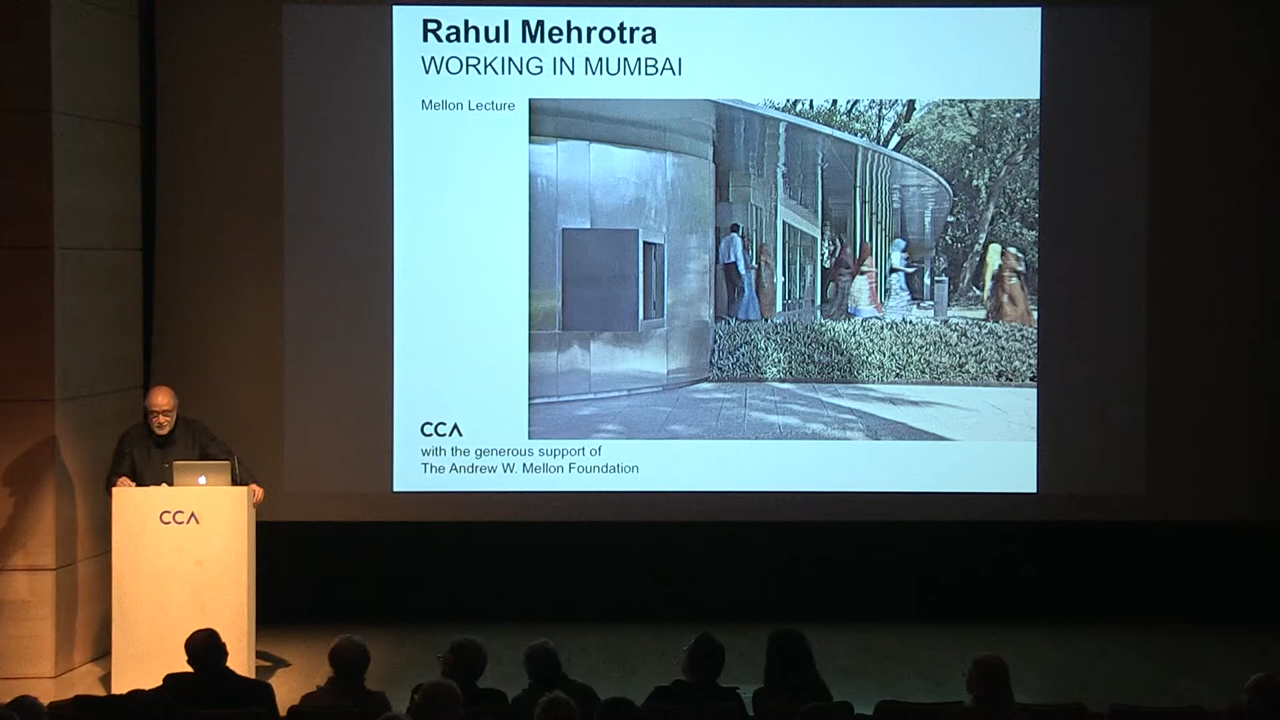 Rahul Mehrotra
WORKING IN MUMBAI
Mellon Lecture
CCA
with the generous support of
The Andrew W. Mellon Foundation
CCA